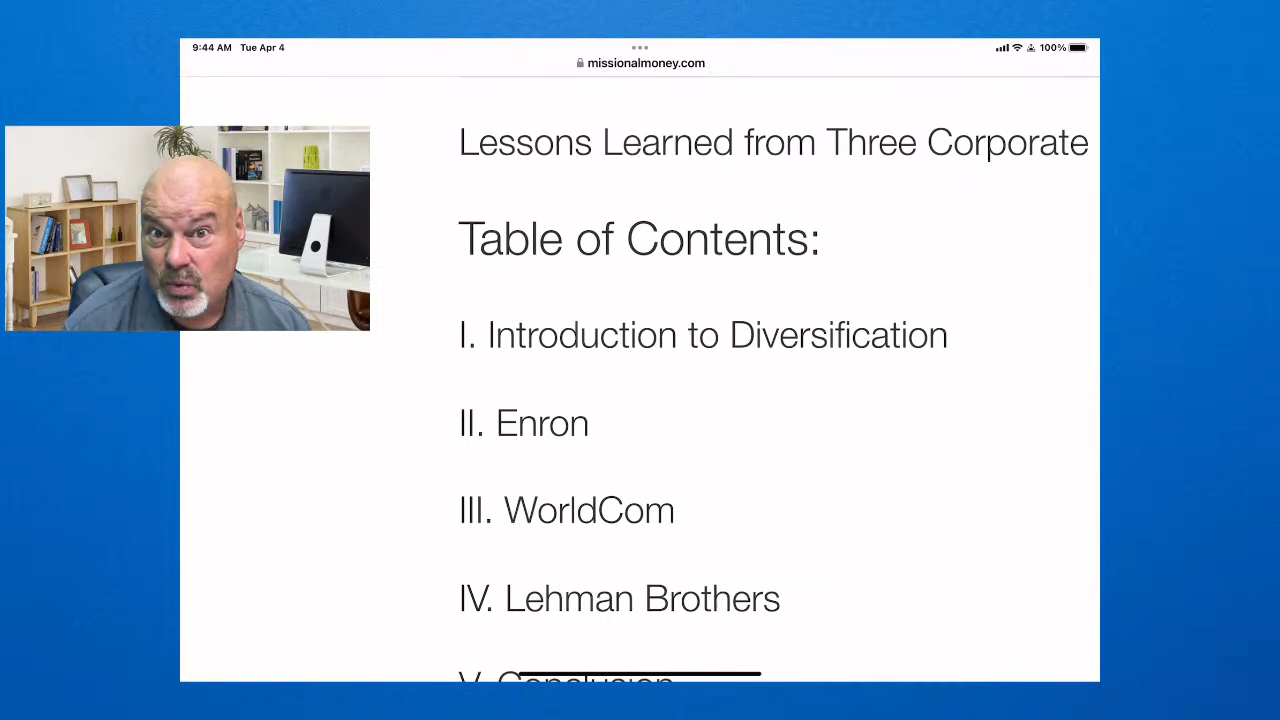 9:44 AM Tue Apr 4
100%
missionalmoney.com
Lessons Learned from Three Corporate
Table of Contents:
I. Introduction to Diversification
II. Enron
III. WorldCom
IV. Lehman Brothers
V. Conclusion